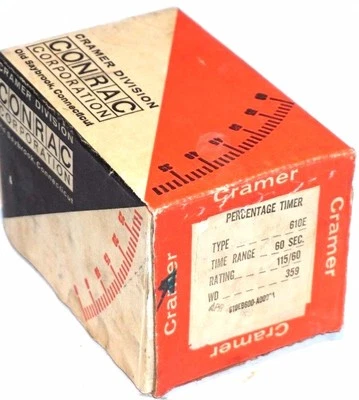 CRAMER DIVISION
CONRAC
CORPORATION
Old Saybrook, Connecticut
CRAMER DIVISION
CONRAC
CORPORATION
Saybrook, Connecticut
Cramer
Cramer
Cramer
PERCENTAGE TIMER
TYPE 610E
TIME RANGE 60 SEC.
RATING 115/60
WD 359